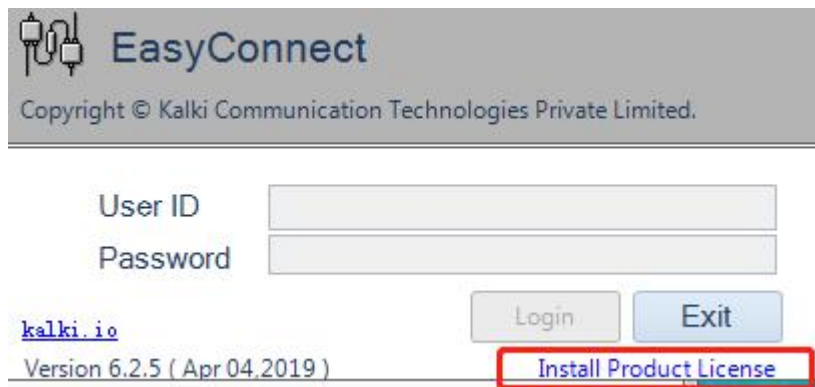 EasyConnect
Copyright © Kalki Communication Technologies Private Limited.
User ID
Password
Login Exit
kalki.io
Version 6.2.5 ( Apr 04,2019 ) Install Product License